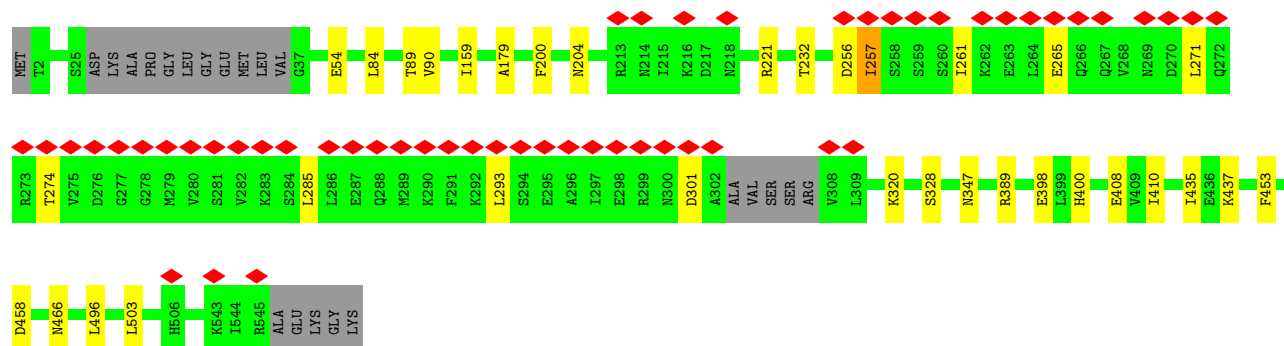 MET T2 S25 ASP LYS ALA PRO GLY LEU GLY GLU MET LEU VAL G37 E54 L84 T89 V90 I159 A179 F200 N204 R213 N214 I215 K216 D217 N218 R221 T232 D256 I257 S258 S259 S260 I261 K262 E263 L264 E265 Q266 Q267 V268 N269 D270 L271 Q272
R273 T274 V275 D276 G277 G278 M279 V280 S281 V282 K283 S284 L285 L286 E287 Q288 M289 K290 F291 K292 L293 S294 E295 A296 I297 E298 R299 N300 D301 A302 ALA VAL SER SER ARG V308 L309 K320 S328 N347 R389 E398 L399 H400 E408 V409 I410 I435 E436 K437 F453
D458 N466 L496 L503 H506 K543 I544 R545 ALA GLU LYS GLY LYS